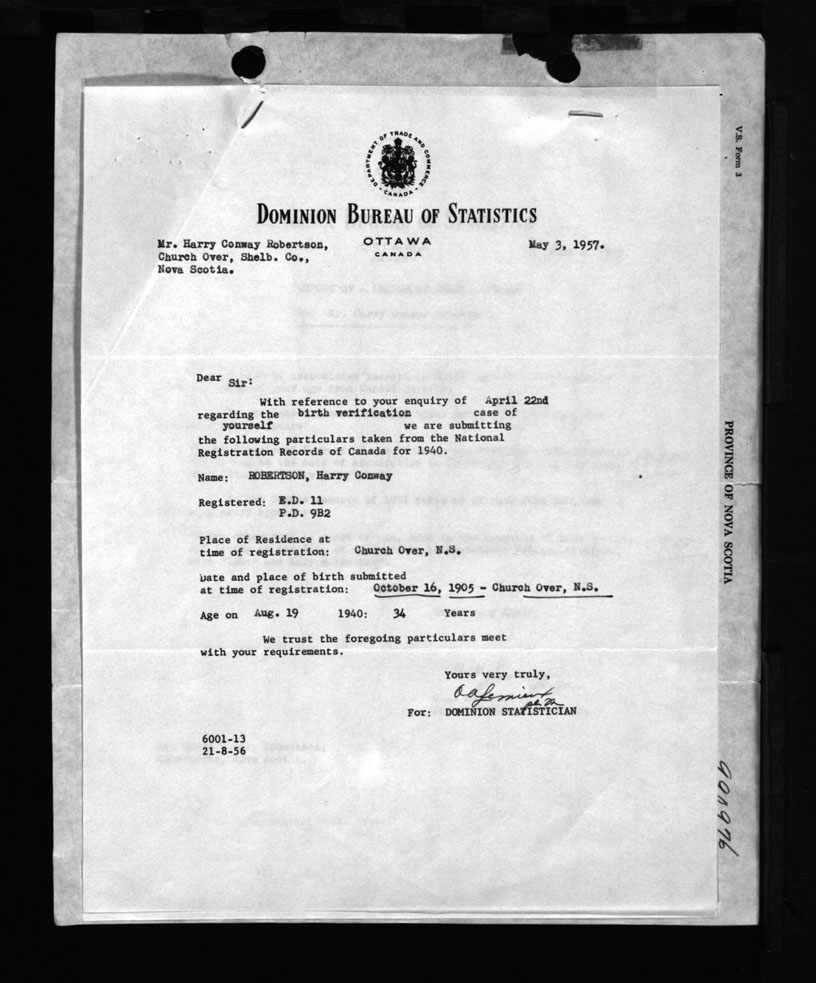 DEPARTMENT OF TRADE AND COMMERCE
- CANADA -
DOMINION BUREAU OF STATISTICS
OTTAWA
CANADA
Mr. Harry Conway Robertson,
Church Over, Shelb. Co.,
Nova Scotia.
May 3, 1957.
Dear Sir:
With reference to your enquiry of April 22nd
regarding the birth verification case of
yourself we are submitting
the following particulars taken from the National
Registration Records of Canada for 1940.
Name: ROBERTSON, Harry Conway
Registered: E.D. 11
P.D. 9B2
Place of Residence at
time of registration: Church Over, N.S.
Date and place of birth submitted
at time of registration: October 16, 1905 - Church Over, N.S.
Age on Aug. 19 1940: 34 Years
We trust the foregoing particulars meet
with your requirements.
Yours very truly,
For: DOMINION STATISTICIAN
6001-13
21-8-56
V.S. Form 3
PROVINCE OF NOVA SCOTIA